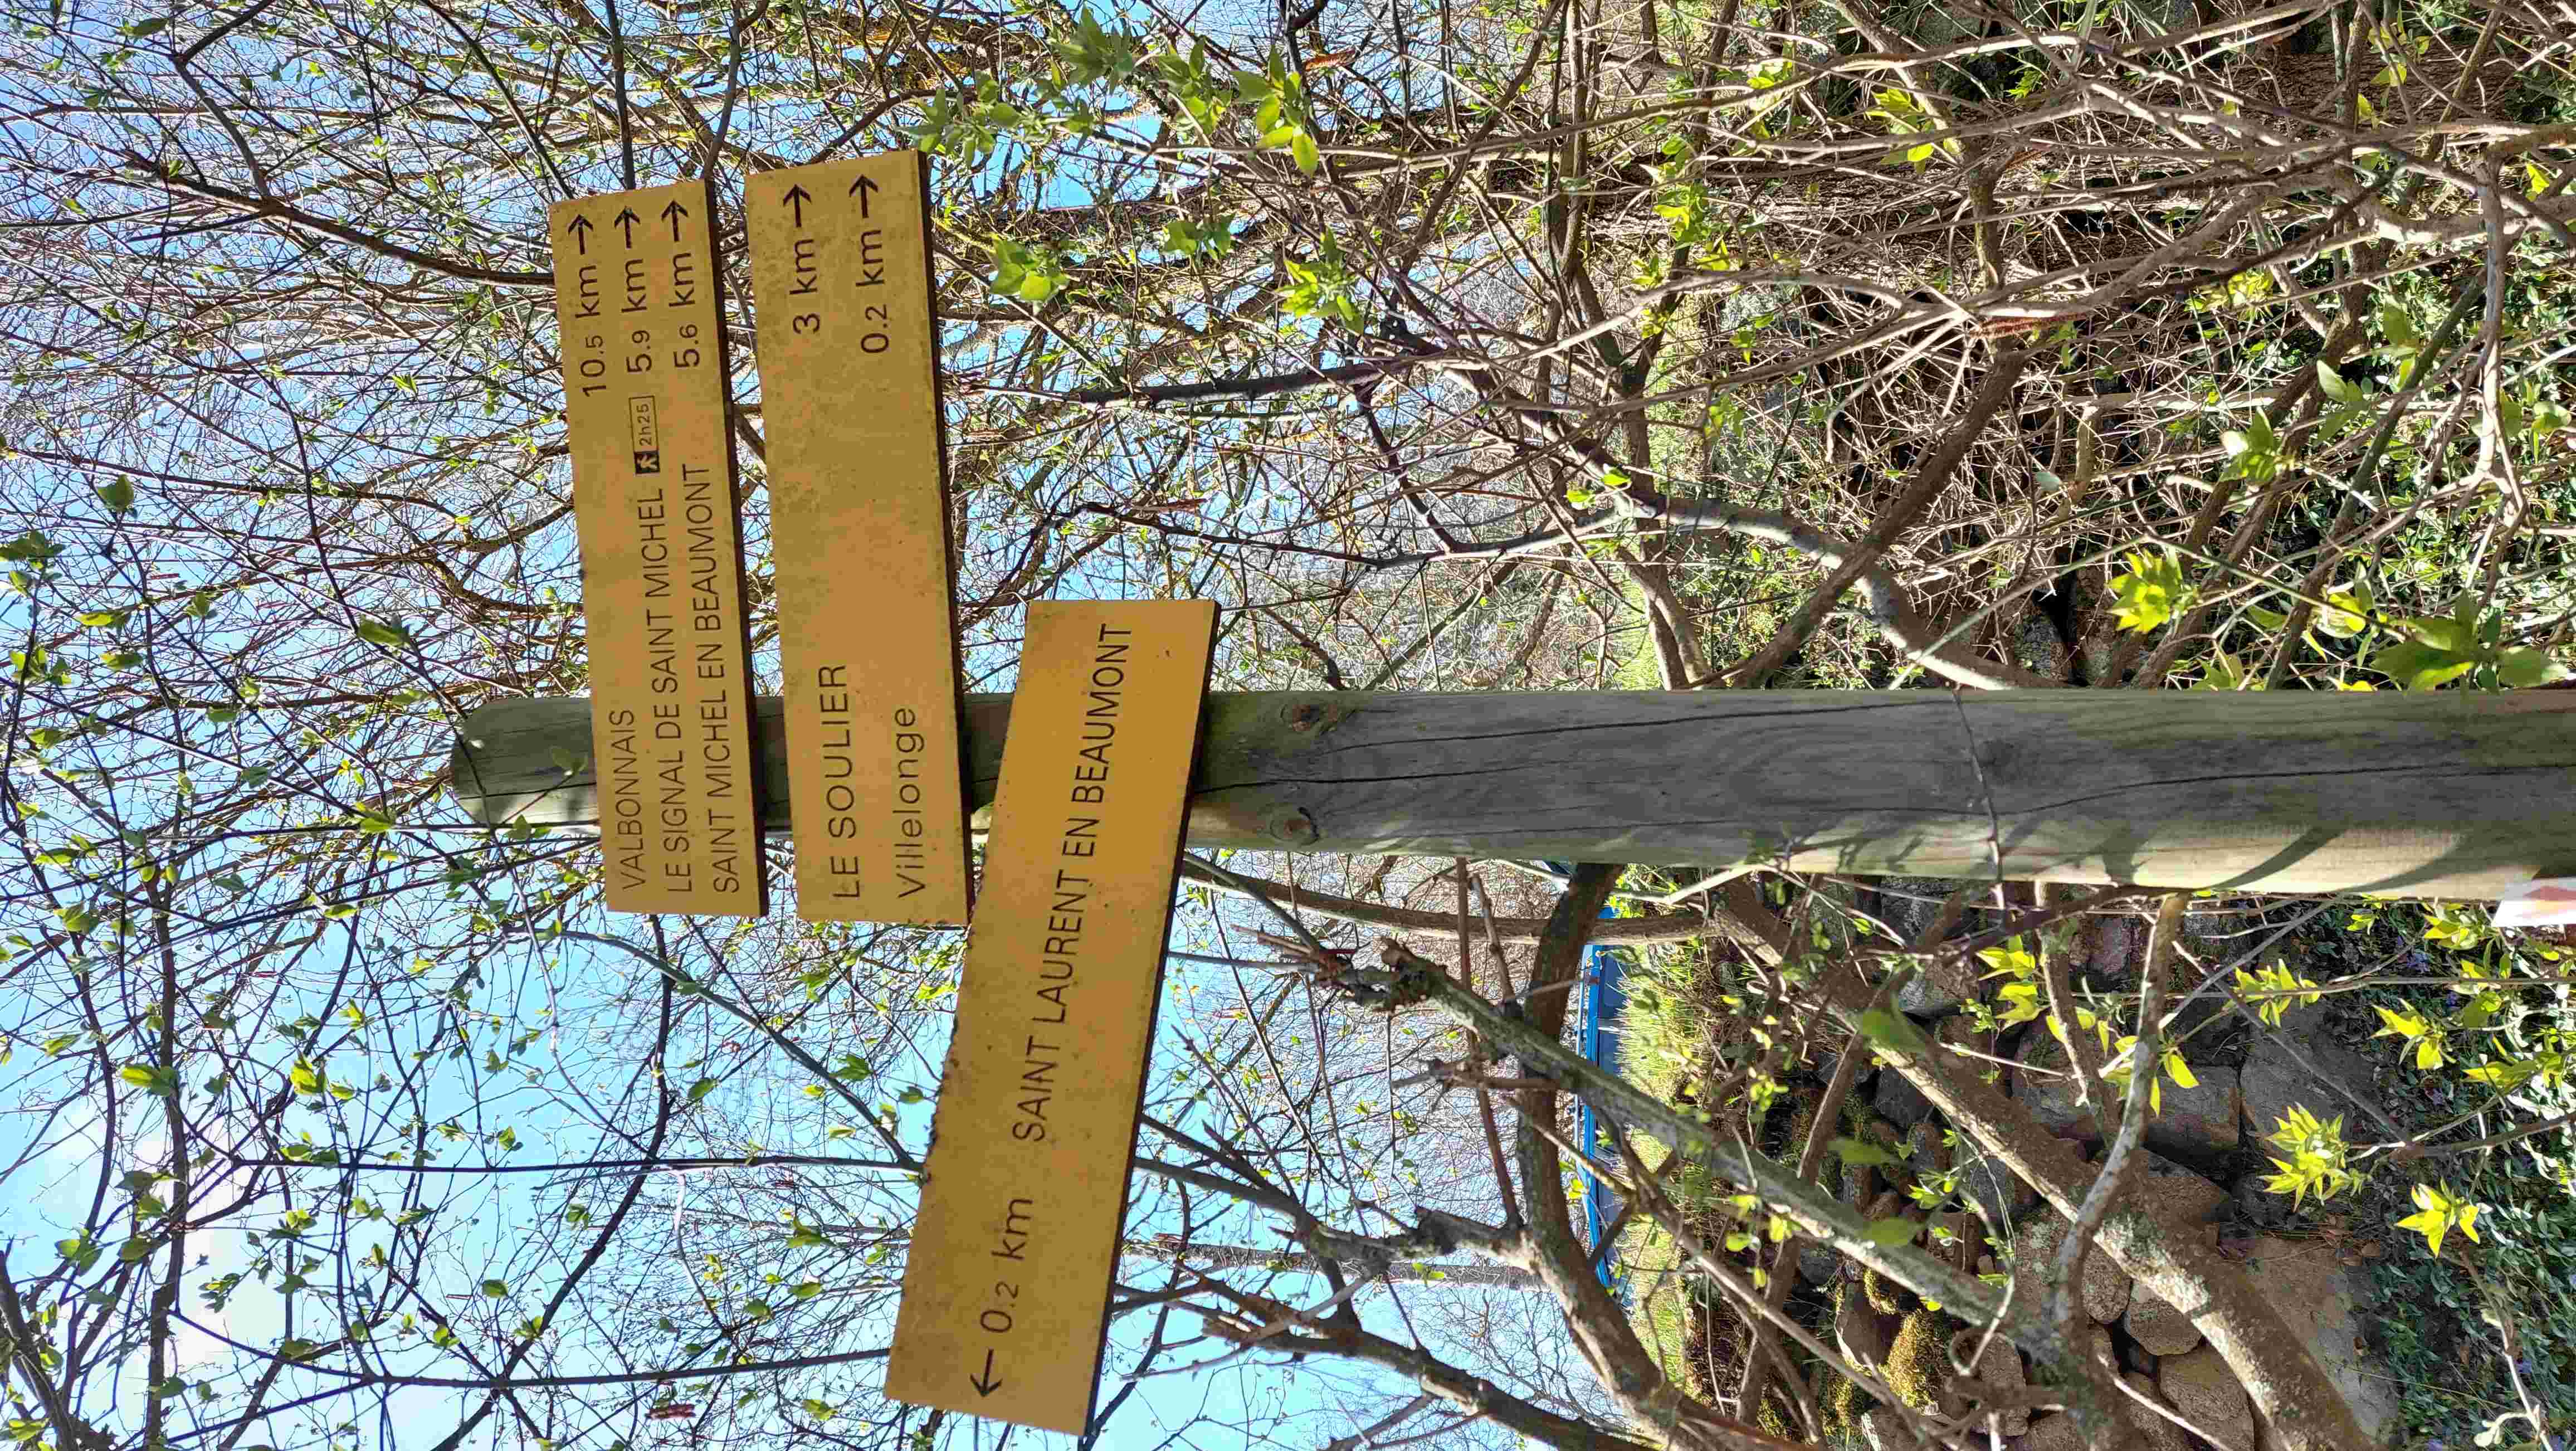 VALBONNAIS 10.5 km →
LE SIGNAL DE SAINT MICHEL 2h25 5.9 km →
SAINT MICHEL EN BEAUMONT 5.6 km →
LE SOULIER 3 km →
Villelonge 0.2 km →
← 0.2 km SAINT LAURENT EN BEAUMONT